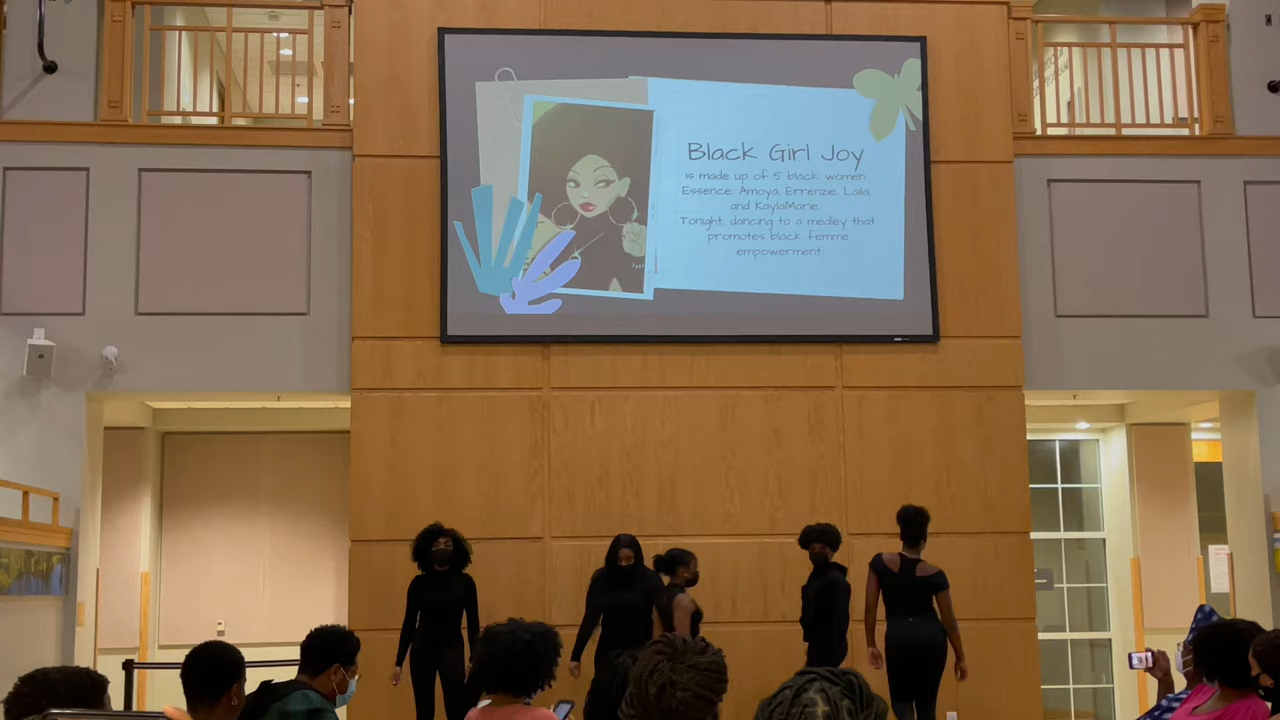 Black Girl Joy
is made up of 5 black women
Essence, Amoya, Errenzie, Laila,
and KaylaMarie
Tonight, dancing to a medley that
promotes black femme
empowerment